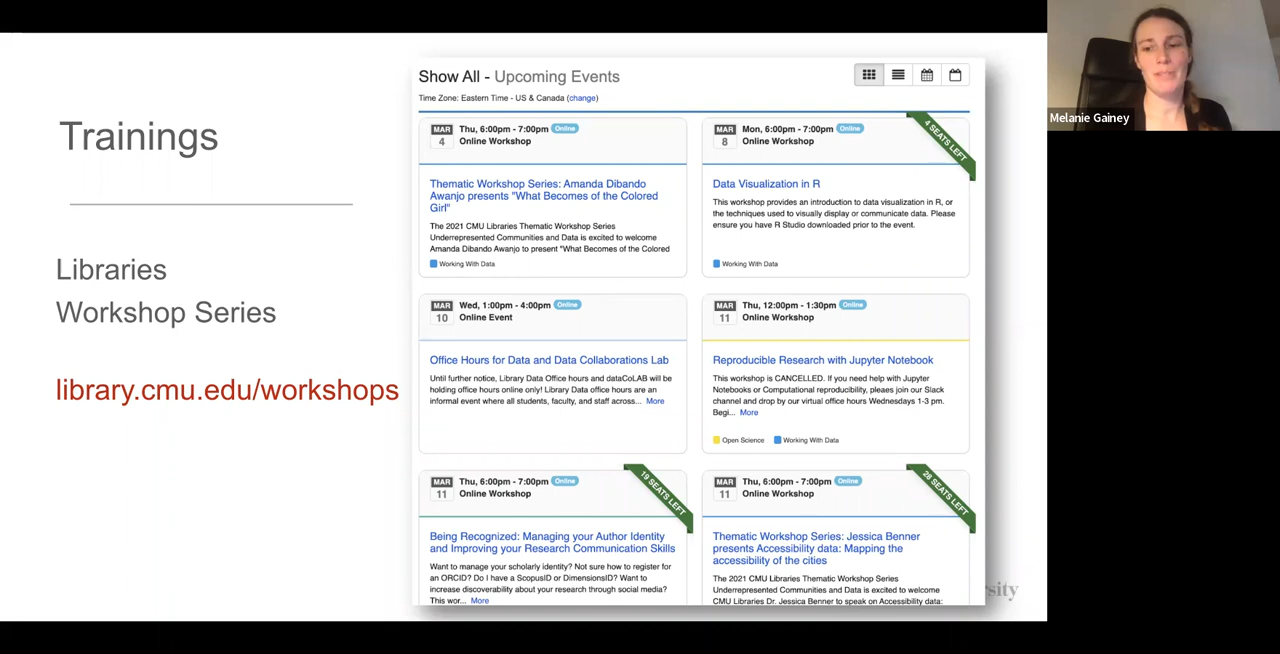 Trainings
Libraries
Workshop Series
library.cmu.edu/workshops
Show All - Upcoming Events
Time Zone: Eastern Time - US & Canada (change)
MAR
4
Thu, 6:00pm - 7:00pm Online
Online Workshop
Thematic Workshop Series: Amanda Dibando
Awanjo presents "What Becomes of the Colored
Girl"
The 2021 CMU Libraries Thematic Workshop Series
Underrepresented Communities and Data is excited to welcome
Amanda Dibando Awanjo to present "What Becomes of the Colored
Working With Data
MAR
8
Mon, 6:00pm - 7:00pm Online
Online Workshop
4 SEATS LEFT
Data Visualization in R
This workshop provides an introduction to data visualization in R, or
the techniques used to visually display or communicate data. Please
ensure you have R Studio downloaded prior to the event.
Working With Data
MAR
10
Wed, 1:00pm - 4:00pm Online
Online Event
Office Hours for Data and Data Collaborations Lab
Until further notice, Library Data Office hours and dataCoLAB will be
holding office hours online only! Library Data office hours are an
informal event where all students, faculty, and staff across... More
MAR
11
Thu, 12:00pm - 1:30pm Online
Online Workshop
Reproducible Research with Jupyter Notebook
This workshop is CANCELLED. If you need help with Jupyter
Notebooks or Computational reproducibility, pleaes join our Slack
channel and drop by our virtual office hours Wednesdays 1-3 pm.
Begi... More
Open Science Working With Data
MAR
11
Thu, 6:00pm - 7:00pm Online
Online Workshop
19 SEATS LEFT
Being Recognized: Managing your Author Identity
and Improving your Research Communication Skills
Want to manage your scholarly identity? Not sure how to register for
an ORCID? Do I have a ScopusID or DimensionsID? Want to
increase discoverability about your research through social media?
This wor... More
MAR
11
Thu, 6:00pm - 7:00pm Online
Online Workshop
28 SEATS LEFT
Thematic Workshop Series: Jessica Benner
presents Accessibility data: Mapping the
accessibility of the cities
The 2021 CMU Libraries Thematic Workshop Series
Underrepresented Communities and Data is excited to welcome
CMU Libraries Dr. Jessica Benner to speak on Accessibility data:
rsity
Melanie Gainey